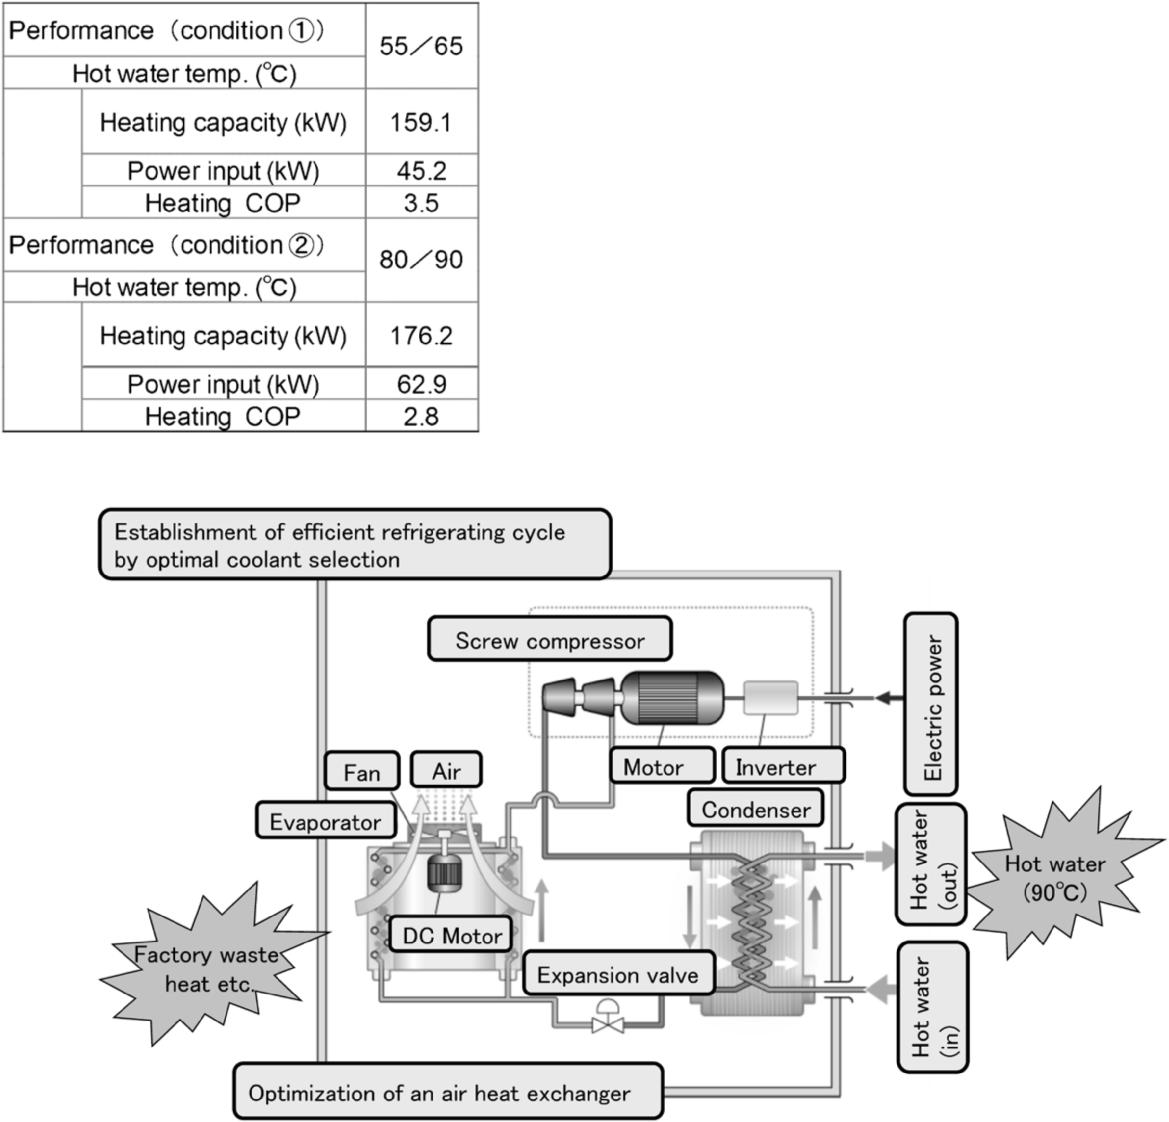 Performance（condition①）
55／65
Hot water temp. (℃)
Heating capacity (kW)
159.1
Power input (kW)
45.2
Heating COP
3.5
Performance（condition②）
80／90
Hot water temp. (℃)
Heating capacity (kW)
176.2
Power input (kW)
62.9
Heating COP
2.8
Establishment of efficient refrigerating cycle
by optimal coolant selection
Screw compressor
Electric power
Motor
Inverter
Fan
Air
Condenser
Evaporator
Hot water
(out)
Hot water
(90℃)
DC Motor
Factory waste
heat etc.
Expansion valve
Hot water
(in)
Optimization of an air heat exchanger